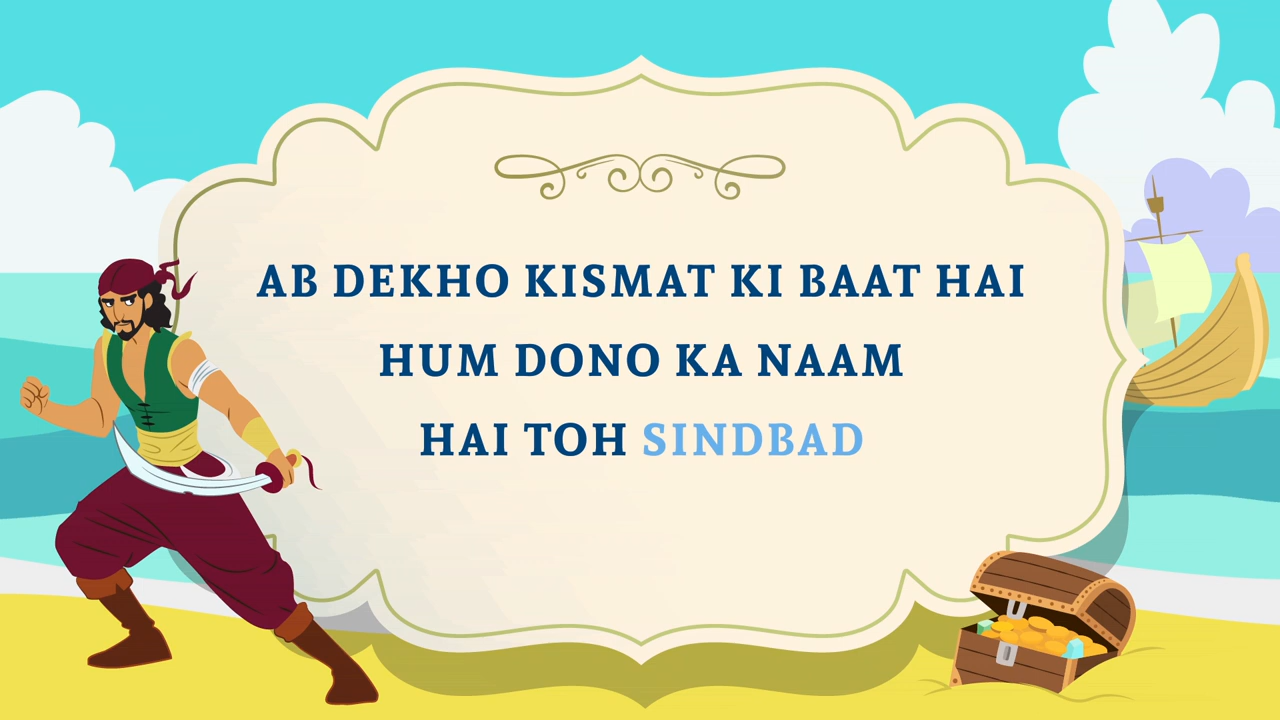 AB DEKHO KISMAT KI BAAT HAI
HUM DONO KA NAAM
HAI TOH SINDBAD